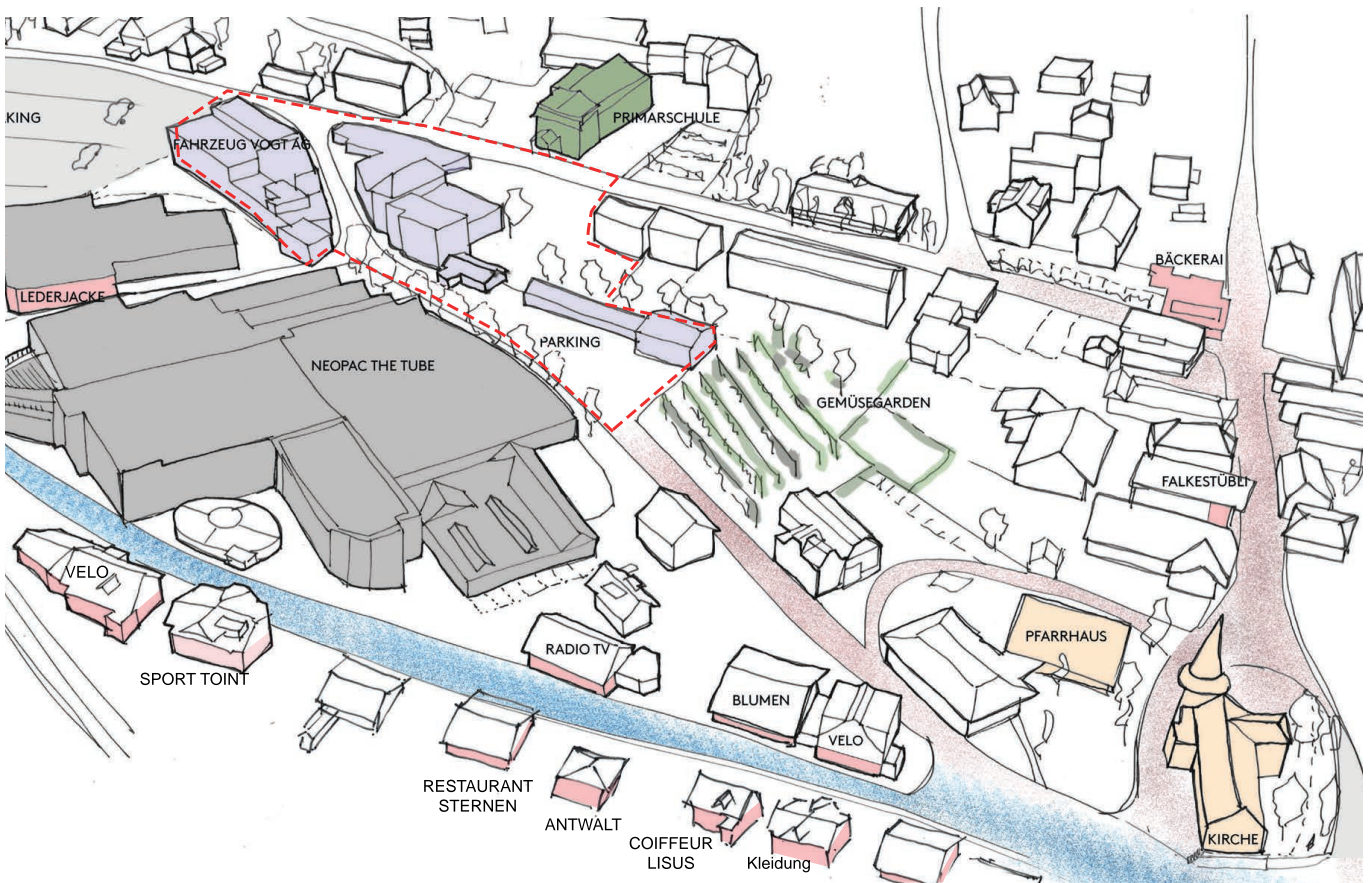 KING
PRIMARSCHULE
FAHRZEUG VOGT AG
BÄCKERAI
LEDERJACKE
PARKING
NEOPAC THE TUBE
GEMÜSEGARDEN
FALKESTÜBLI
VELO
SPORT TOINT
RADIO TV
PFARRHAUS
BLUMEN
VELO
RESTAURANT
STERNEN
ANTWALT
COIFFEUR
LISUS
Kleidung
KIRCHE